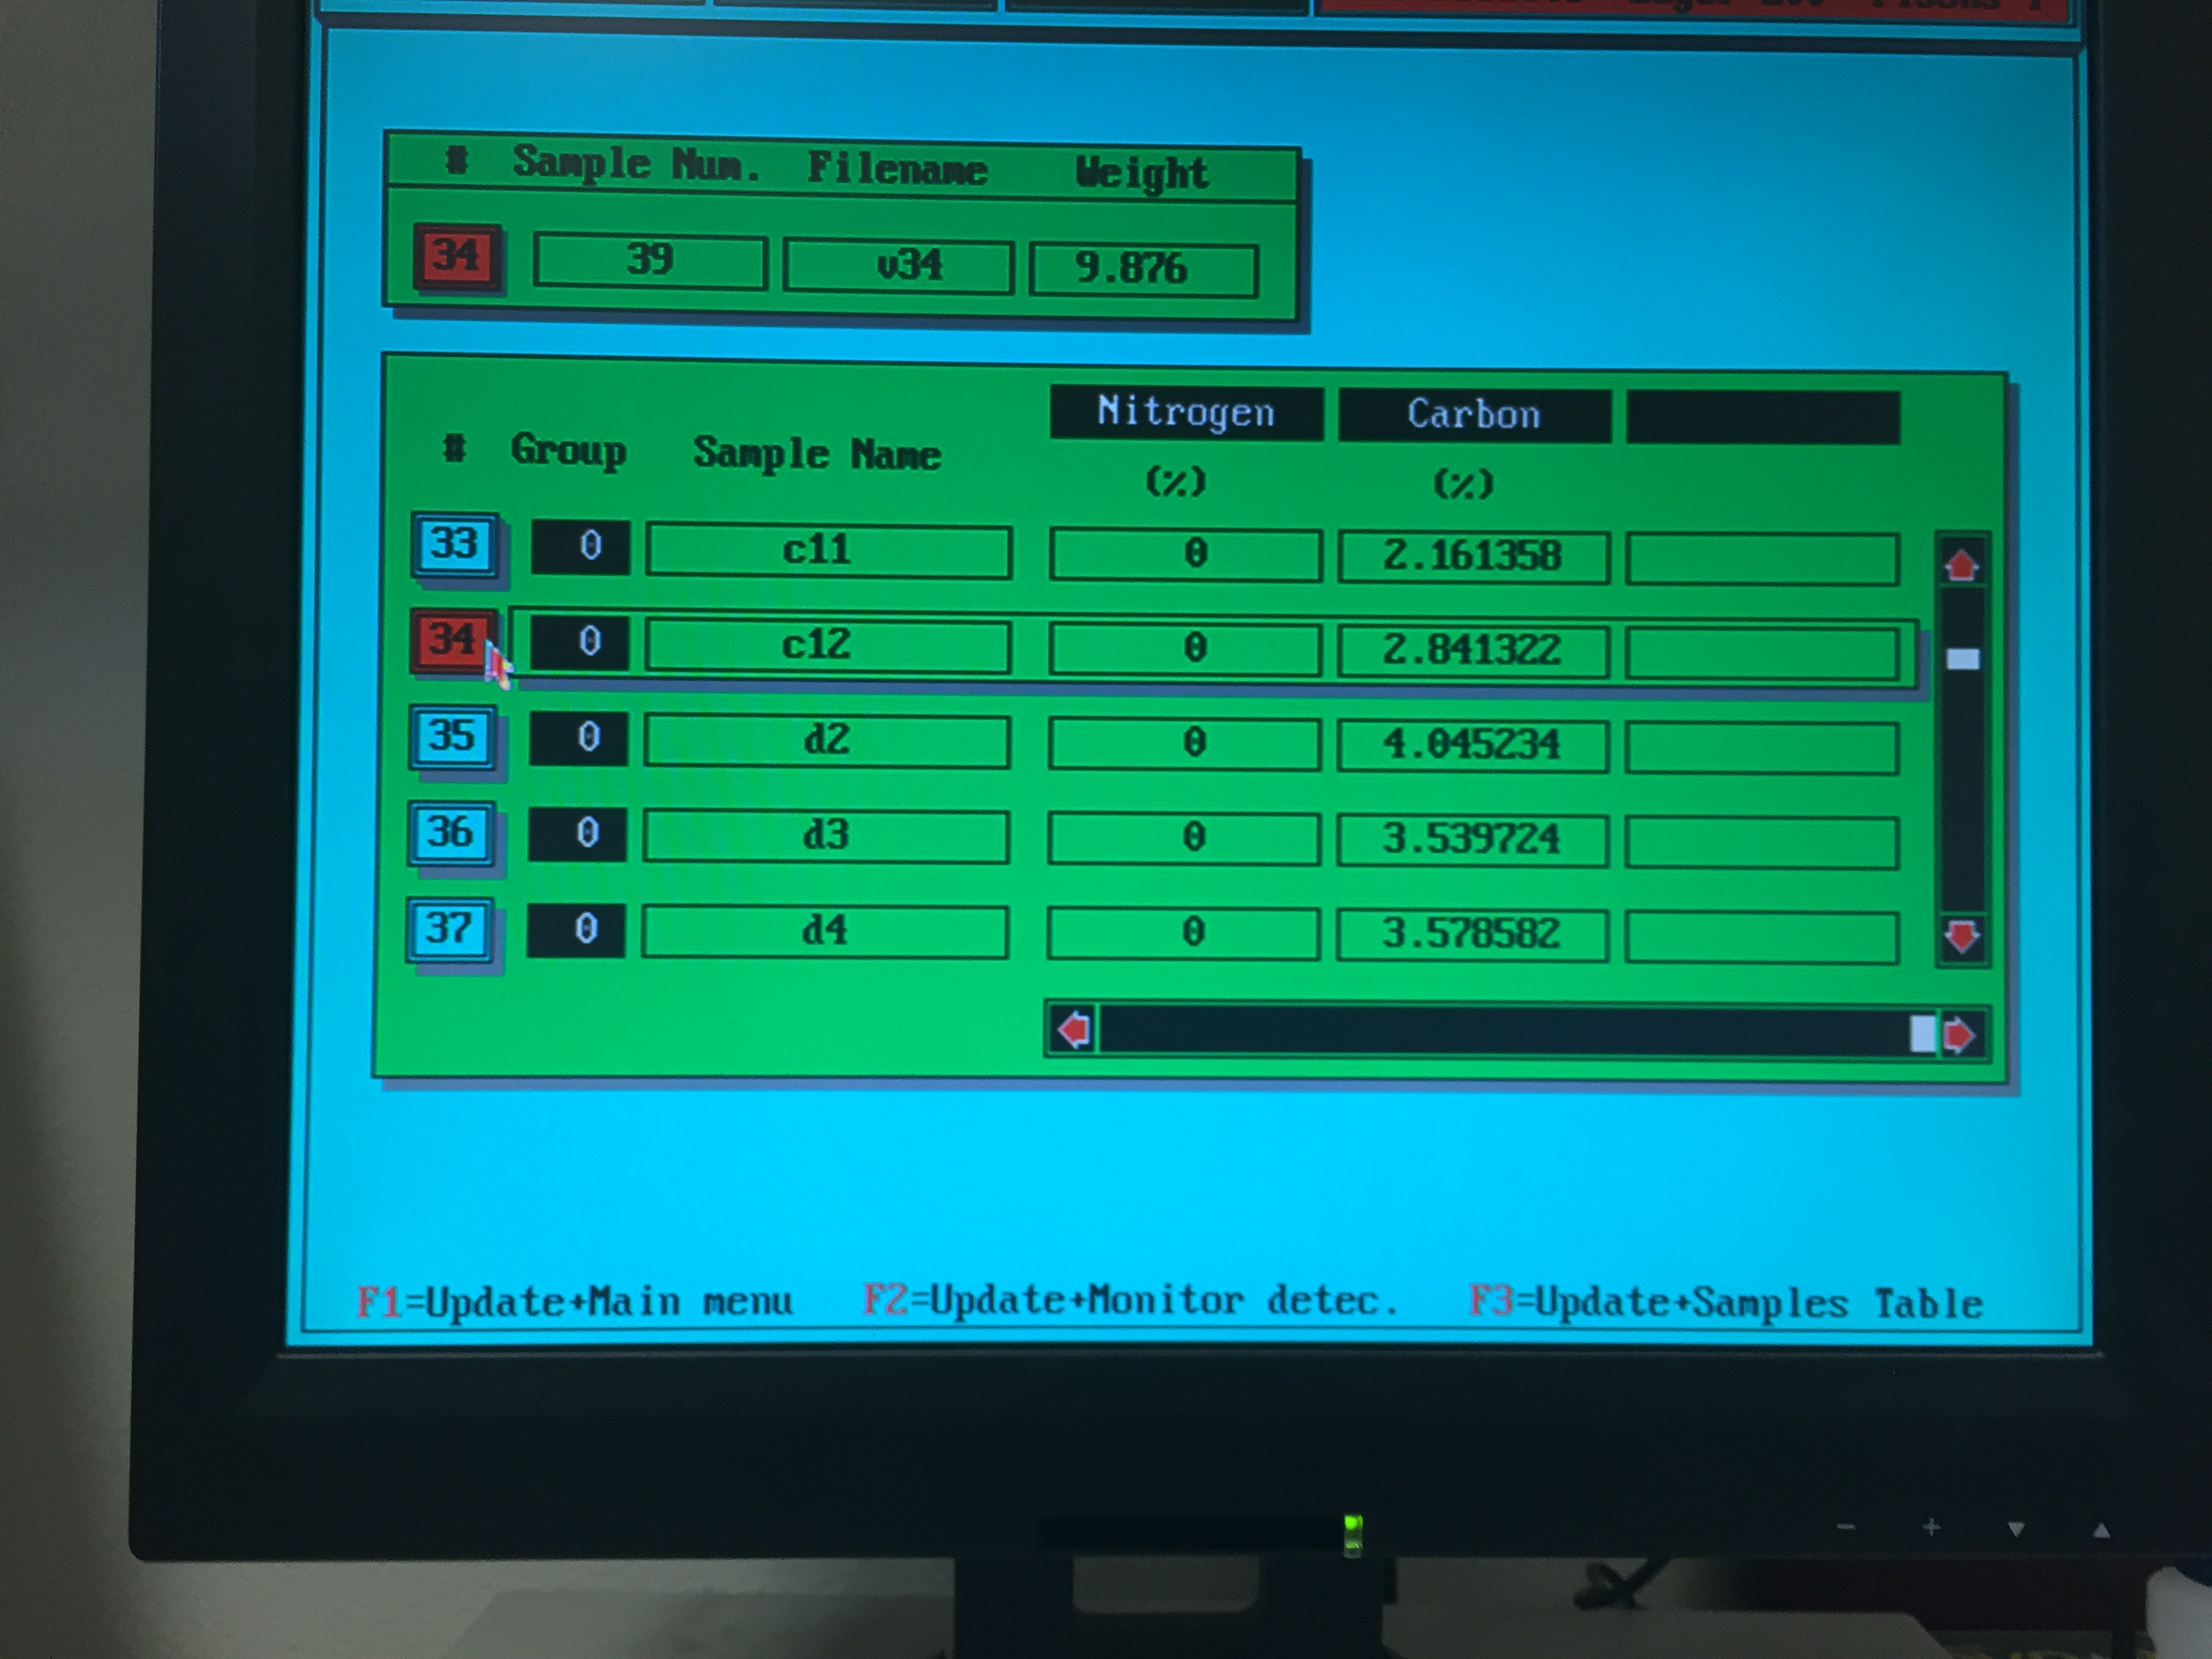 # Sample Num. Filename Weight
34 39 v34 9.876
Nitrogen Carbon
# Group Sample Name
(%) (%)
33 0 c11 0 2.161358
34 0 c12 0 2.841322
35 0 d2 0 4.045234
36 0 d3 0 3.539724
37 0 d4 0 3.578582
F1=Update+Main menu F2=Update+Monitor detec. F3=Update+Samples Table